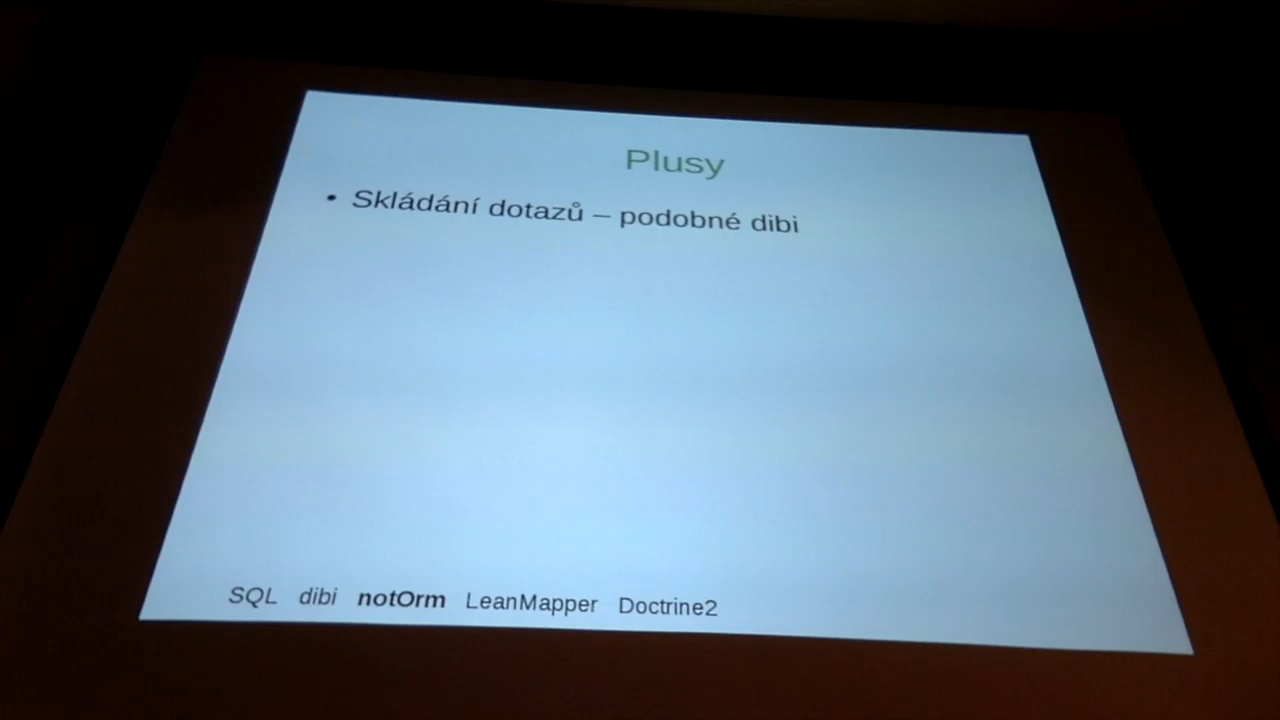 Plusy
• Skládání dotazů – podobné dibi
SQL dibi notOrm LeanMapper Doctrine2